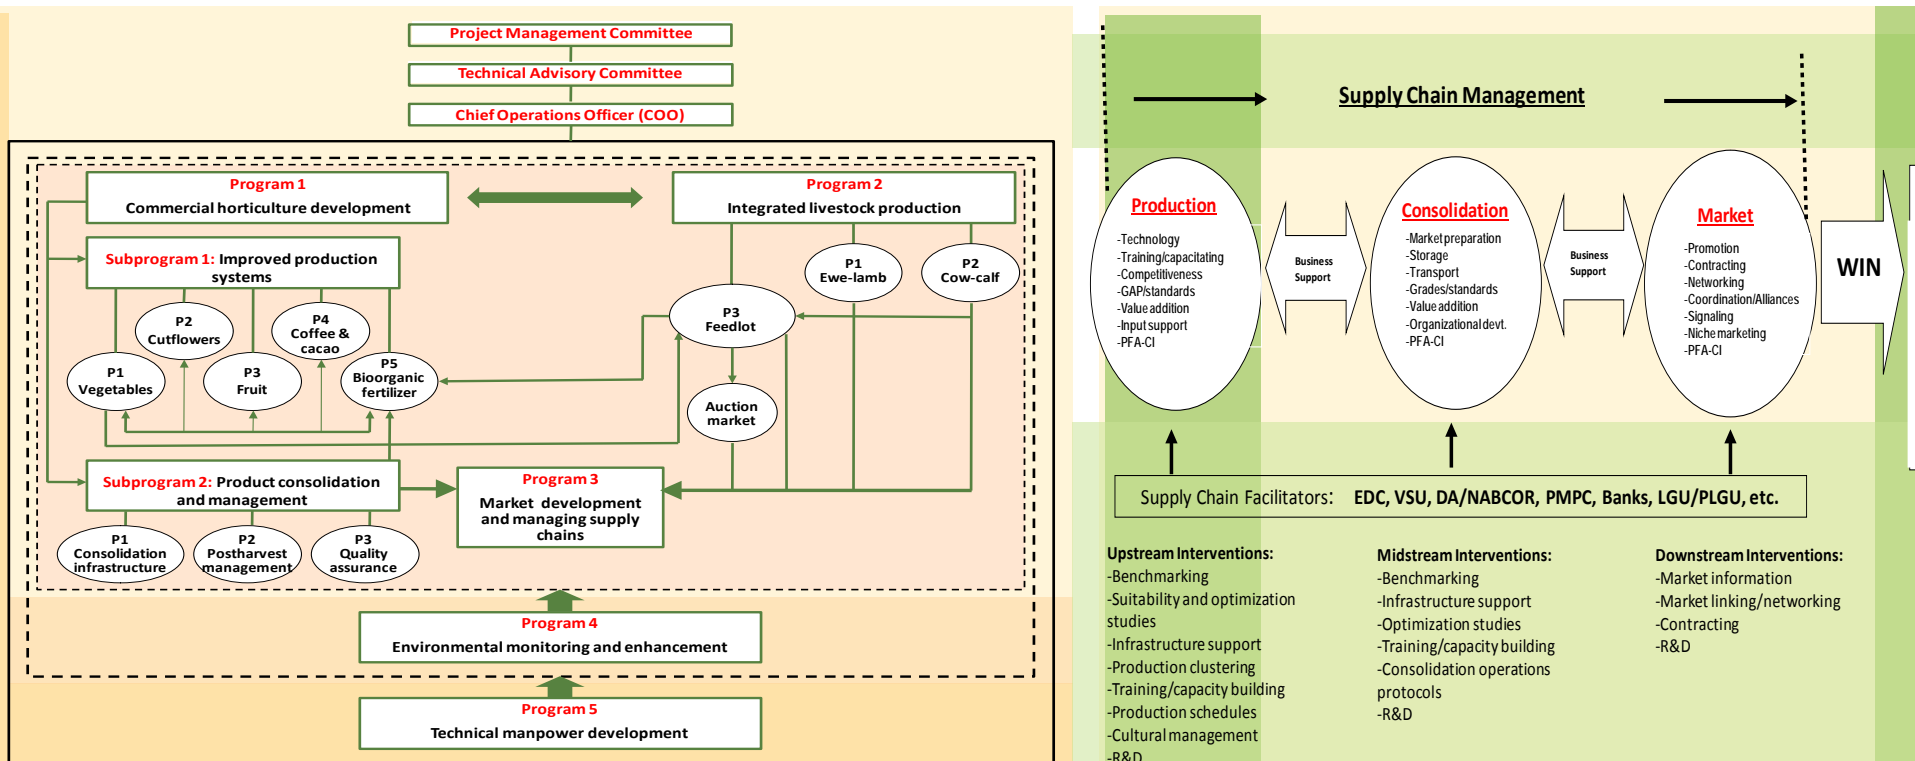 Project Management Committee
Technical Advisory Committee
Chief Operations Officer (COO)
Program 1
Commercial horticulture development
Program 2
Integrated livestock production
Subprogram 1: Improved production
systems
P1
Ewe-lamb
P2
Cow-calf
P2
Cutflowers
P4
Coffee &
cacao
P3
Feedlot
P1
Vegetables
P3
Fruit
P5
Bioorganic
fertilizer
Auction
market
Subprogram 2: Product consolidation
and management
Program 3
Market development
and managing supply
chains
P1
Consolidation
infrastructure
P2
Postharvest
management
P3
Quality
assurance
Program 4
Environmental monitoring and enhancement
Program 5
Technical manpower development
Supply Chain Management
Production
-Technology
-Training/capacitating
-Competitiveness
-GAP/standards
-Value addition
-Input support
-PFA-CI
Business
Support
Consolidation
-Market preparation
-Storage
-Transport
-Grades/standards
-Value addition
-Organizational devt.
-PFA-CI
Business
Support
Market
-Promotion
-Contracting
-Networking
-Coordination/Alliances
-Signaling
-Niche marketing
-PFA-CI
WIN
Supply Chain Facilitators: EDC, VSU, DA/NABCOR, PMPC, Banks, LGU/PLGU, etc.
Upstream Interventions:
-Benchmarking
-Suitability and optimization
studies
-Infrastructure support
-Production clustering
-Training/capacity building
-Production schedules
-Cultural management
-R&D
Midstream Interventions:
-Benchmarking
-Infrastructure support
-Optimization studies
-Training/capacity building
-Consolidation operations
protocols
-R&D
Downstream Interventions:
-Market information
-Market linking/networking
-Contracting
-R&D